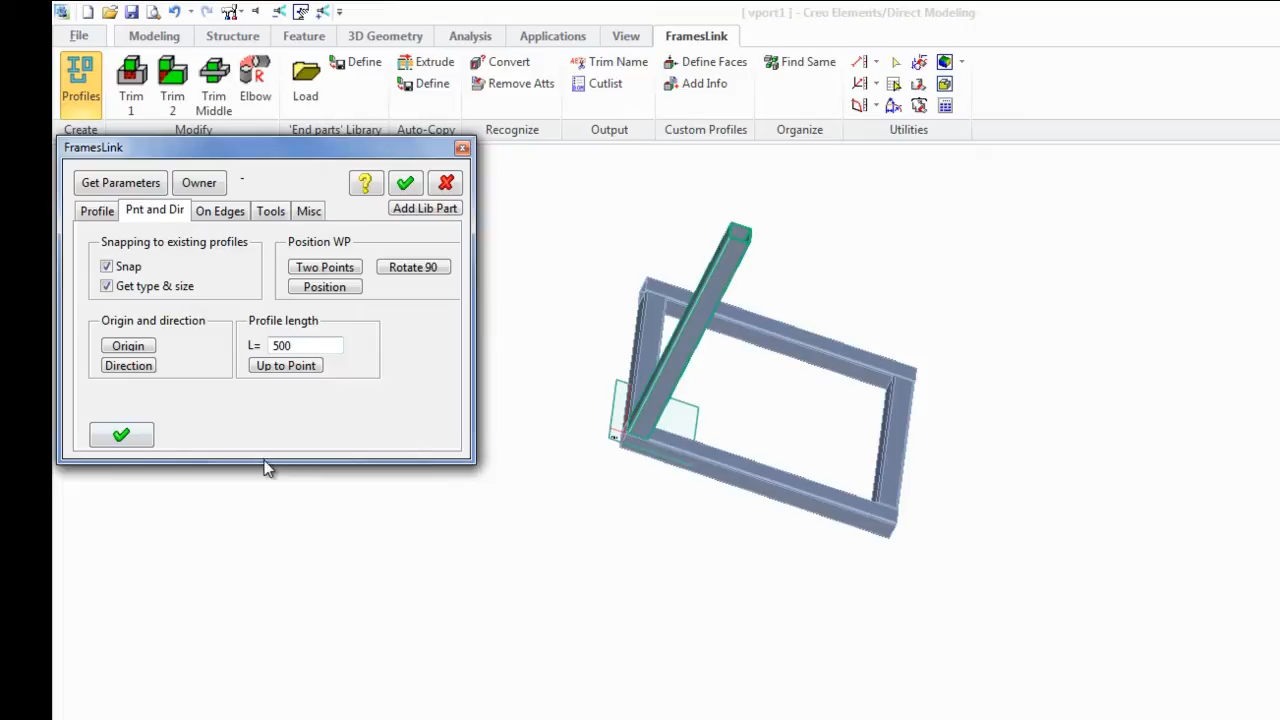 [ vport1 ] - Creo Elements/Direct Modeling
File Modeling Structure Feature 3D Geometry Analysis Applications View FramesLink
Profiles
Trim 1
Trim 2
Trim Middle
Elbow
Load
Define
Extrude
Define
Convert
Remove Atts
Trim Name
Cutlist
Define Faces
Add Info
Find Same
Create Modify 'End parts' Library Auto-Copy Recognize Output Custom Profiles Organize Utilities
FramesLink
Get Parameters Owner -
Profile Pnt and Dir On Edges Tools Misc Add Lib Part
Snapping to existing profiles
Snap
Get type & size
Position WP
Two Points Rotate 90
Position
Origin and direction
Origin
Direction
Profile length
L= 500
Up to Point